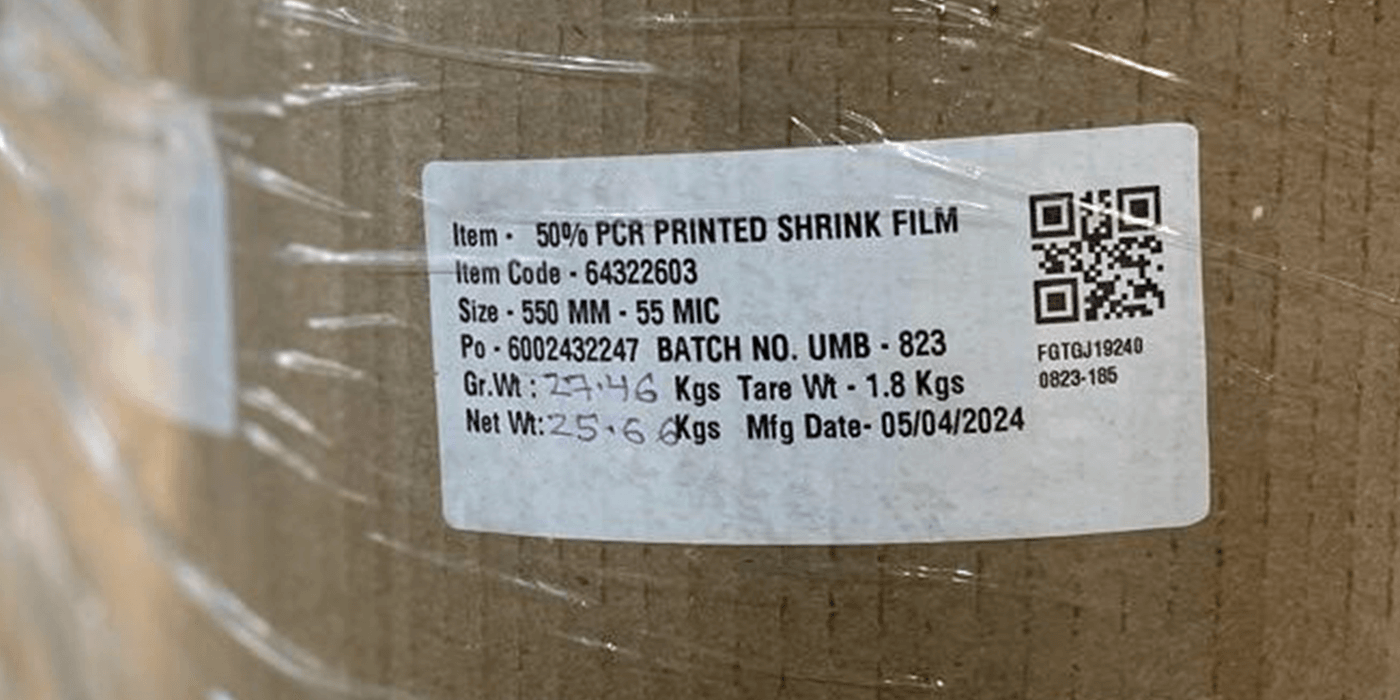 Item - 50% PCR PRINTED SHRINK FILM
Item Code - 64322603
Size - 550 MM - 55 MIC
Po - 6002432247 BATCH NO. UMB - 823
Gr.Wt : 27.46 Kgs Tare Wt - 1.8 Kgs
Net Wt: 25.66 Kgs Mfg Date- 05/04/2024
FGTGJ19240
0823-185